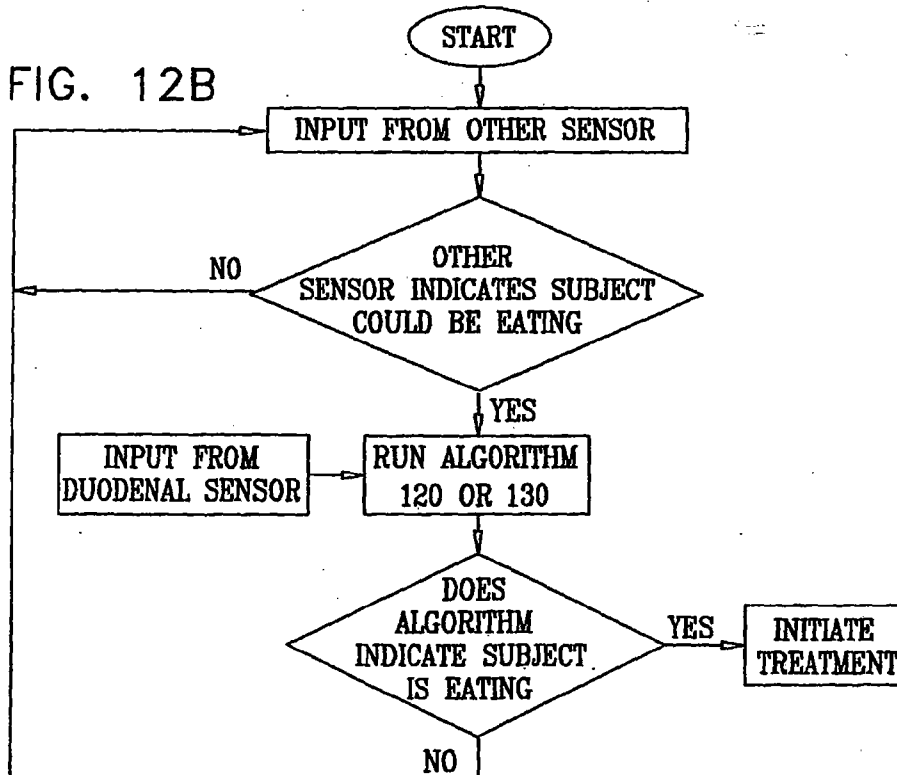 START
FIG. 12B
INPUT FROM OTHER SENSOR
OTHER
SENSOR INDICATES SUBJECT
COULD BE EATING
NO
YES
INPUT FROM
DUODENAL SENSOR
RUN ALGORITHM
120 OR 130
DOES
ALGORITHM
INDICATE SUBJECT
IS EATING
YES
INITIATE
TREATMENT
NO